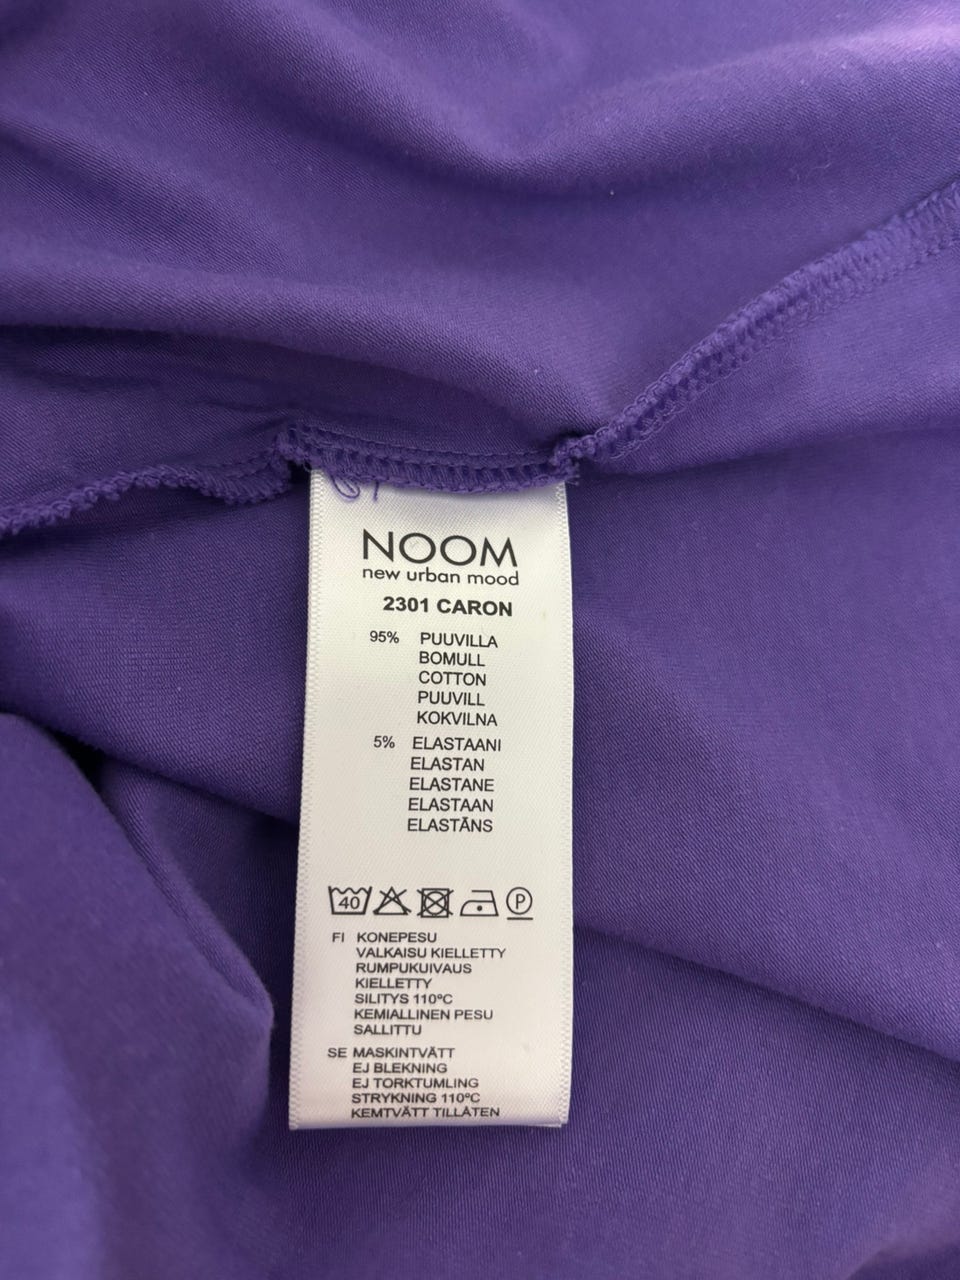 NOOM
new urban mood
2301 CARON
95% PUUVILLA
BOMULL
COTTON
PUUVILL
KOKVILNA
5% ELASTAANI
ELASTAN
ELASTANE
ELASTAAN
ELASTĀNS
40 P
FI KONEPESU
VALKAISU KIELLETTY
RUMPUKUIVAUS
KIELLETTY
SILITYS 110ºC
KEMIALLINEN PESU
SALLITTU
SE MASKINTVÄTT
EJ BLEKNING
EJ TORKTUMLING
STRYKNING 110ºC
KEMTVÄTT TILLÅTEN